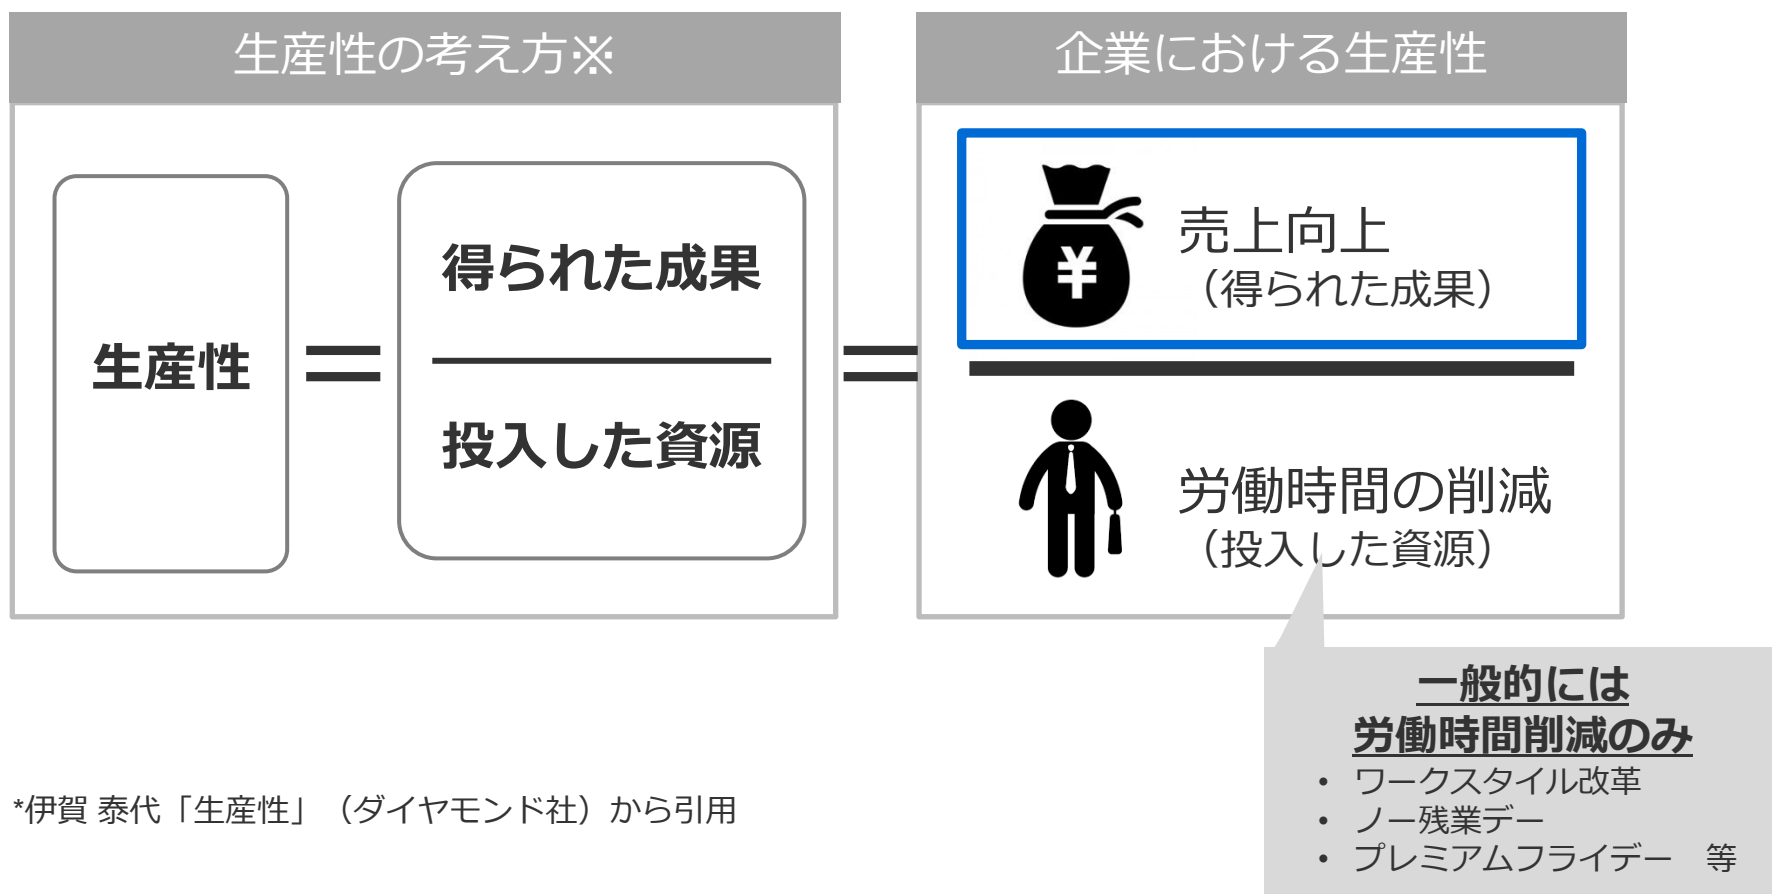 生産性の考え方※
生産性
＝
得られた成果
投入した資源
＝
企業における生産性
¥
売上向上
（得られた成果）
労働時間の削減
（投入した資源）
一般的には
労働時間削減のみ
• ワークスタイル改革
• ノー残業デー
• プレミアムフライデー　等
*伊賀 泰代「生産性」（ダイヤモンド社）から引用